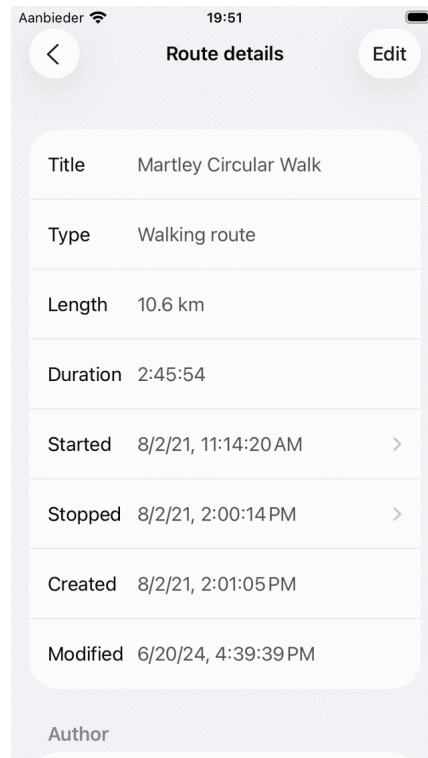 Aanbieder 19:51
Route details Edit
Title Martley Circular Walk
Type Walking route
Length 10.6 km
Duration 2:45:54
Started 8/2/21, 11:14:20 AM
Stopped 8/2/21, 2:00:14 PM
Created 8/2/21, 2:01:05 PM
Modified 6/20/24, 4:39:39 PM
Author